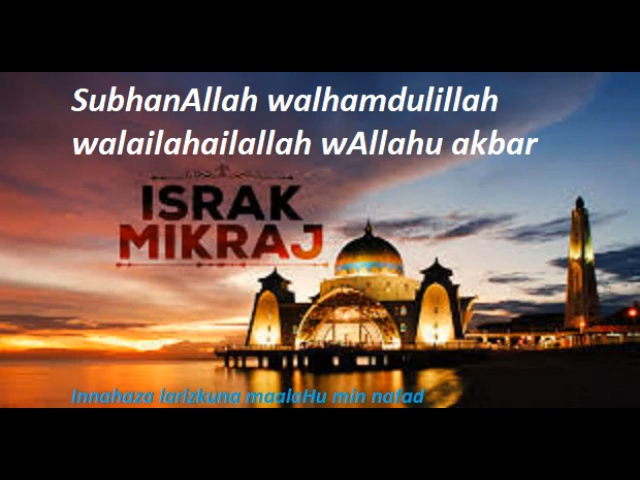 SubhanAllah walhamdulillah
walailahailallah wAllahu akbar
ISRAK
MIKRAJ
Innahaza larizkuna maalaHu min nafad